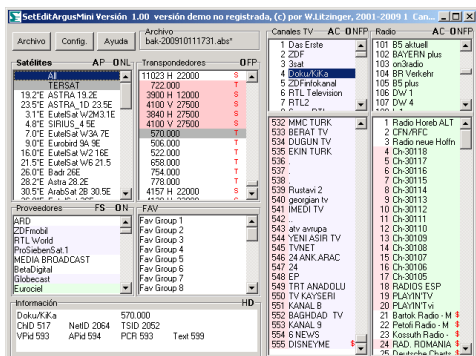 SetEditArgusMini Versión 1.00 versión demo no registrada, (c) por W.Litzinger, 2001-2009 1 Can...
Archivo
Config.
Ayuda
Archivo
bak-200910111731.abs*
Satélites AP ONL
All
TERSAT
19.2°E ASTRA 19.2E
23.5°E ASTRA_1D 23.5E
3.1°E EutelSat W2M3.1E
4.8°E SIRIUS_4 5E
7.0°E EutelSat W3A 7E
9.0°E Eurobird 9A 9E
16.0°E EutelSat W2 16E
21.5°E EutelSat W6 21.5
26.0°E Badr 26E
28.2°E Astra 28.2E
30.5°E ArabSat 2B 30.5E
Transpondedores OFP
11023 H 22000 S
722.000 T
3900 H 27500 S
4100 V 27500 S
3840 H 27500 S
4100 V 27500 S
570.000 T
506.000 T
522.000 T
658.000 T
754.000 T
778.000 T
4157 H 22000 S
Proveedores FS ON
ARD
ZDFmobil
RTL World
ProSiebenSat.1
MEDIA BROADCAST
BetaDigital
Globecast
Eurociel
FAV
Fav Group 1
Fav Group 2
Fav Group 3
Fav Group 4
Fav Group 5
Fav Group 6
Fav Group 7
Fav Group 8
Información HD
Doku/KiKa 570.000
ChID 517 NetID 2064 TSID 2052
VPid 593 APid 594 PCR 593 Text 599
Canales TV AC ONFP
1 Das Erste
2 ZDF
3 3sat
4 Doku/KiKa
5 ZDFinfokanal
6 RTL Television
7 RTL2
532 MMC TURK
533 BERAT TV
534 DUGUN TV
535 EKIN TURK
536 .
537 .
538 .
539 Rustavi 2
540 georgian tv
541 IMEDI TV
542 ..
543 atv avrupa
544 YENI ASIR TV
545 TVNET
546 24 ANK.ARAC
547 24
548 EP
549 TRT ANADOLU
550 TV KAYSERI
551 KANAL B
552 BAGHDAD TV
553 KANAL 9
554 6 NEWS
555 DISNEYME $
Radio AC ONFP
101 B5 aktuell
102 BAYERN plus
103 on3radio
104 BR Verkehr
105 B5 plus
106 DW 1
107 DW 4
1 Radio Horeb ALT
2 CFN/RFC
3 Radio neue Hoffn
4 Ch-30118
5 Ch-30117
6 Ch-30116
7 Ch-30115
8 Ch-30114
9 Ch-30113
10 Ch-30112
11 Ch-30111
12 Ch-30110
13 Ch-30109
14 Ch-30108
15 Ch-30107
16 Ch-30106
17 Ch-30105
18 RADIOS ESP
19 PLAYIN'TV
20 PLAYIN'Tvi
21 Bartok Radio - M $
22 Petofi Radio - M $
23 Kossuth Radio - $
24 RAD. ROMANIA $
25 Deutsche Charts